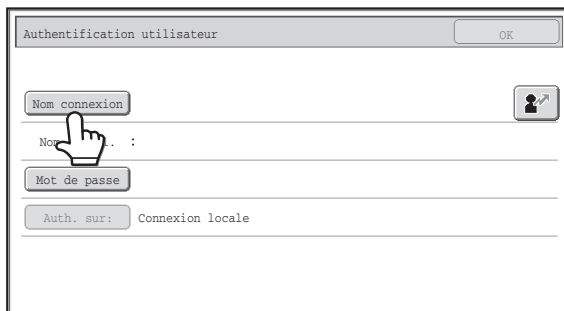 Authentification utilisateur OK
Nom connexion
:
Mot de passe
Auth. sur: Connexion locale